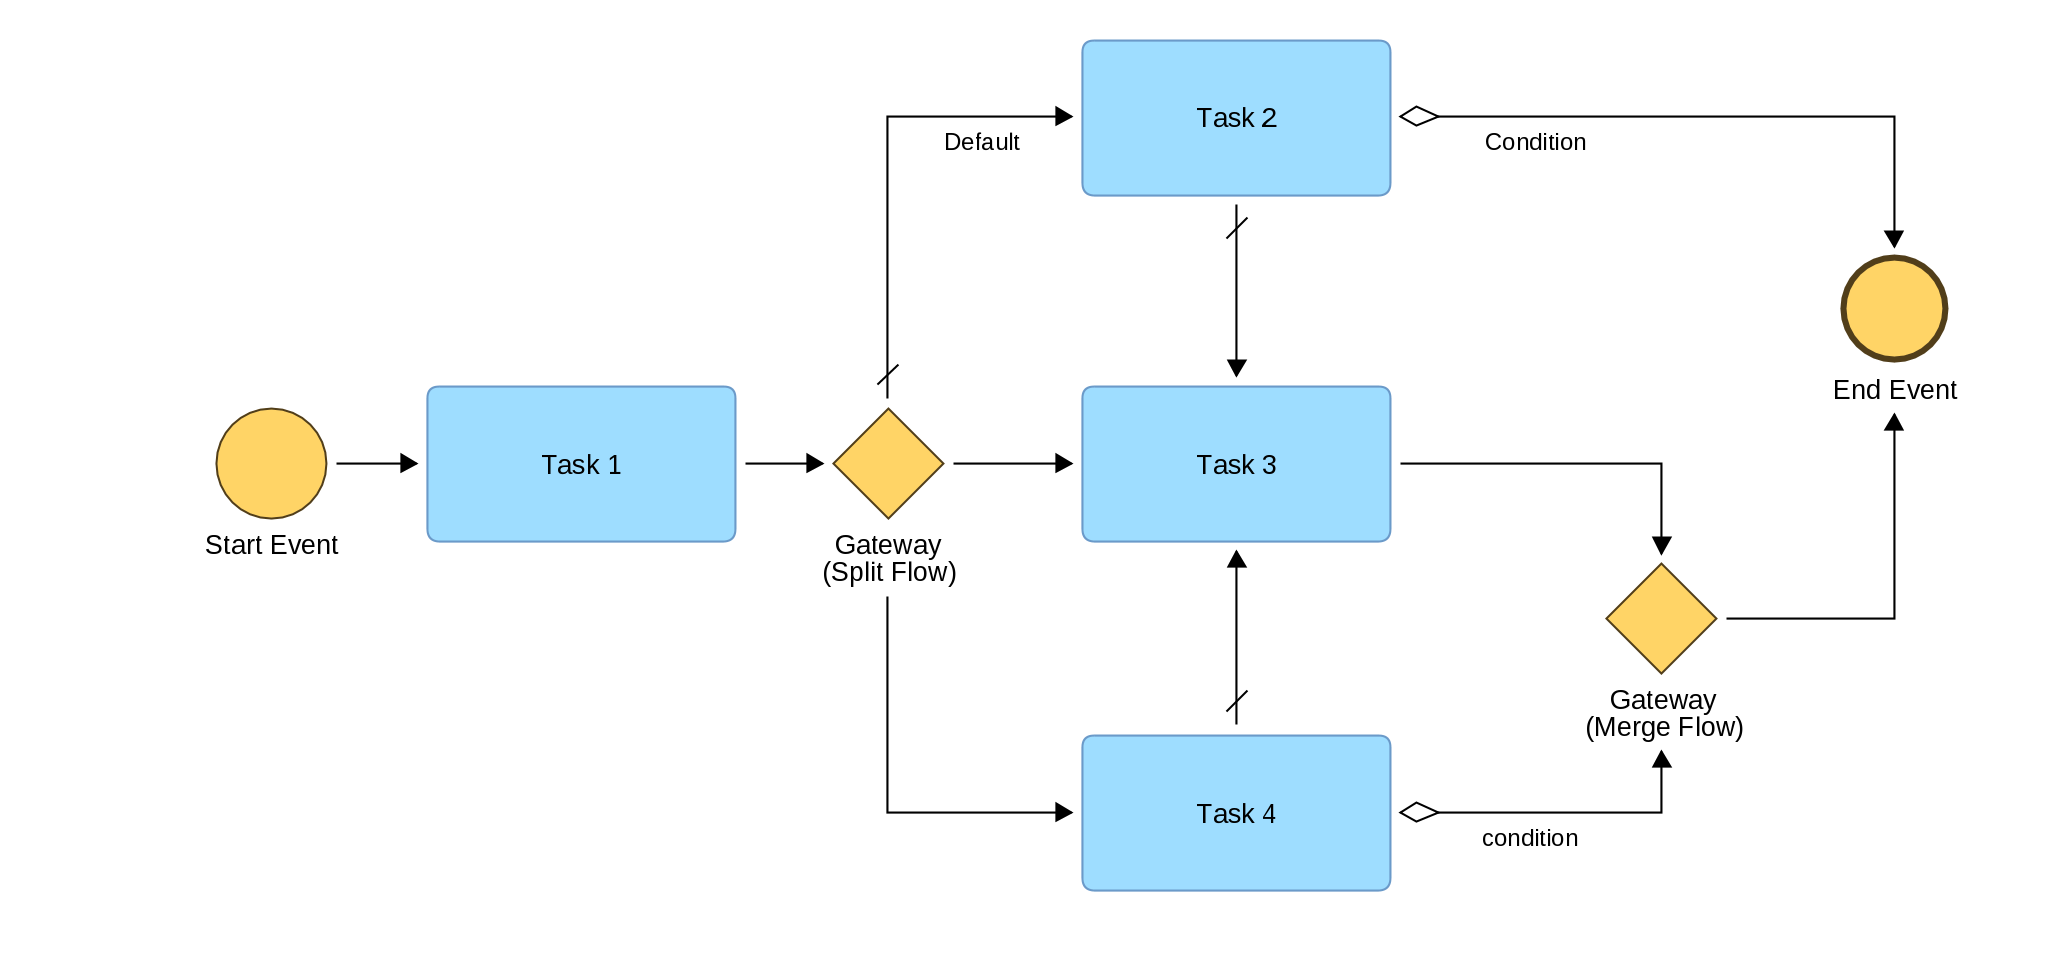 Task 2
Default
Condition
End Event
Task 1
Task 3
Start Event
Gateway
(Split Flow)
Gateway
(Merge Flow)
Task 4
condition